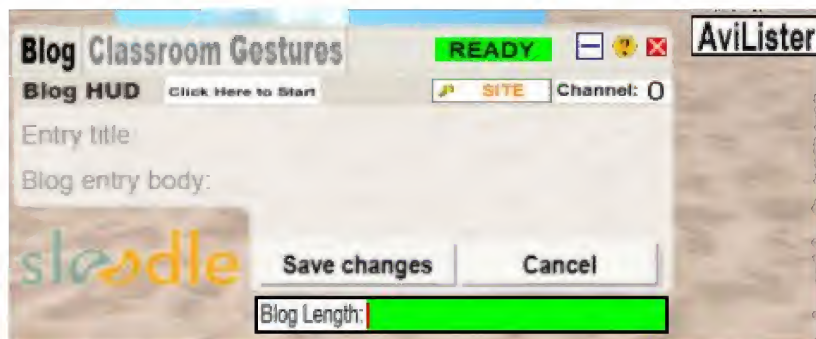 Blog Classroom Gestures READY ? AviLister
Blog HUD Click Here to Start SITE Channel: 0
Entry title
Blog entry body:
sloodle
Save changes Cancel
Blog Length: